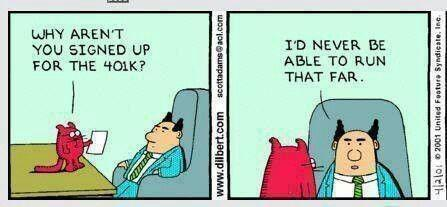 WHY AREN'T
YOU SIGNED UP
FOR THE 401K?
scottadams@aol.com
www.dilbert.com
I'D NEVER BE
ABLE TO RUN
THAT FAR.
© 2001 United Feature Syndicate, Inc.